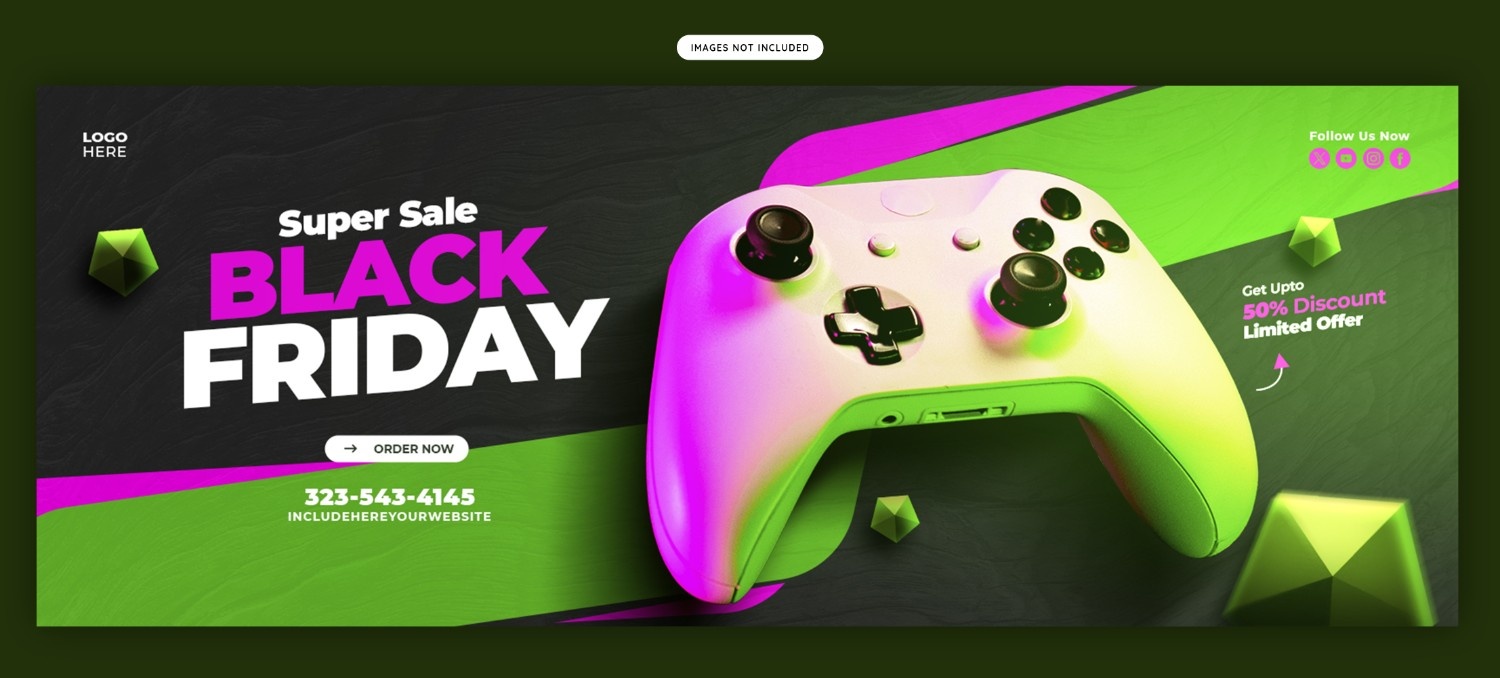 IMAGES NOT INCLUDED
LOGO
HERE
Follow Us Now
Super Sale
BLACK
FRIDAY
Get Upto
50% Discount
Limited Offer
ORDER NOW
323-543-4145
INCLUDEHEREYOURWEBSITE